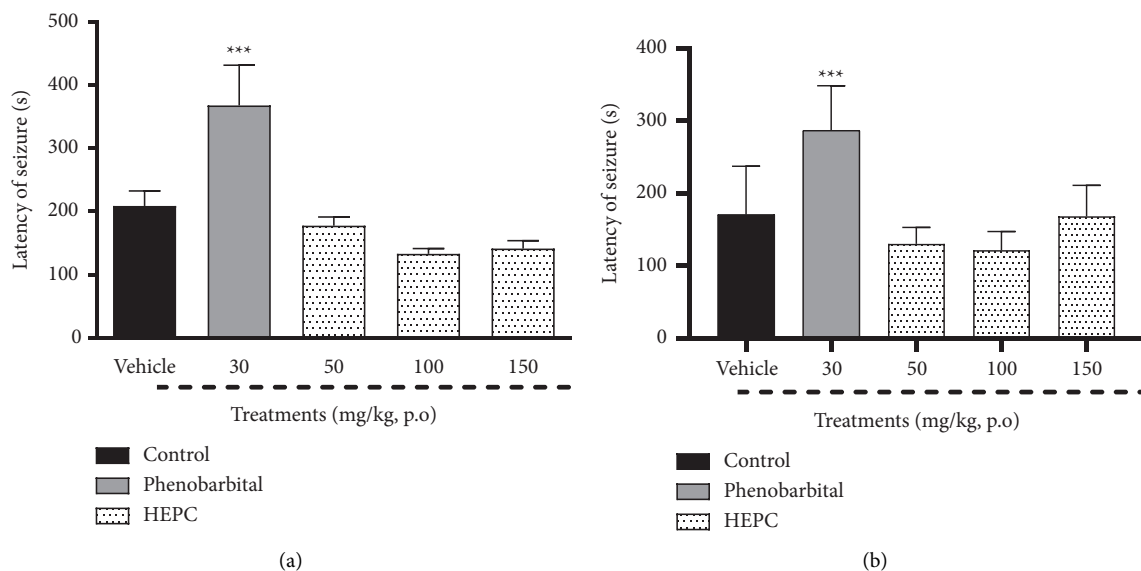 500
400
300
200
100
0
Latency of seizure (s)
***
Vehicle 30 50 100 150
Treatments (mg/kg, p.o)
Control
Phenobarbital
HEPC
(a)
400
300
200
100
0
Latency of seizure (s)
***
Vehicle 30 50 100 150
Treatments (mg/kg, p.o)
Control
Phenobarbital
HEPC
(b)